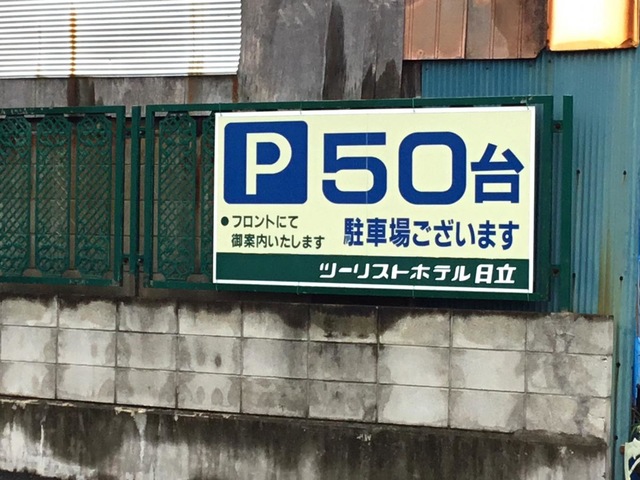 P 50台
●フロントにて
御案内いたします
駐車場ございます
ツーリストホテル日立